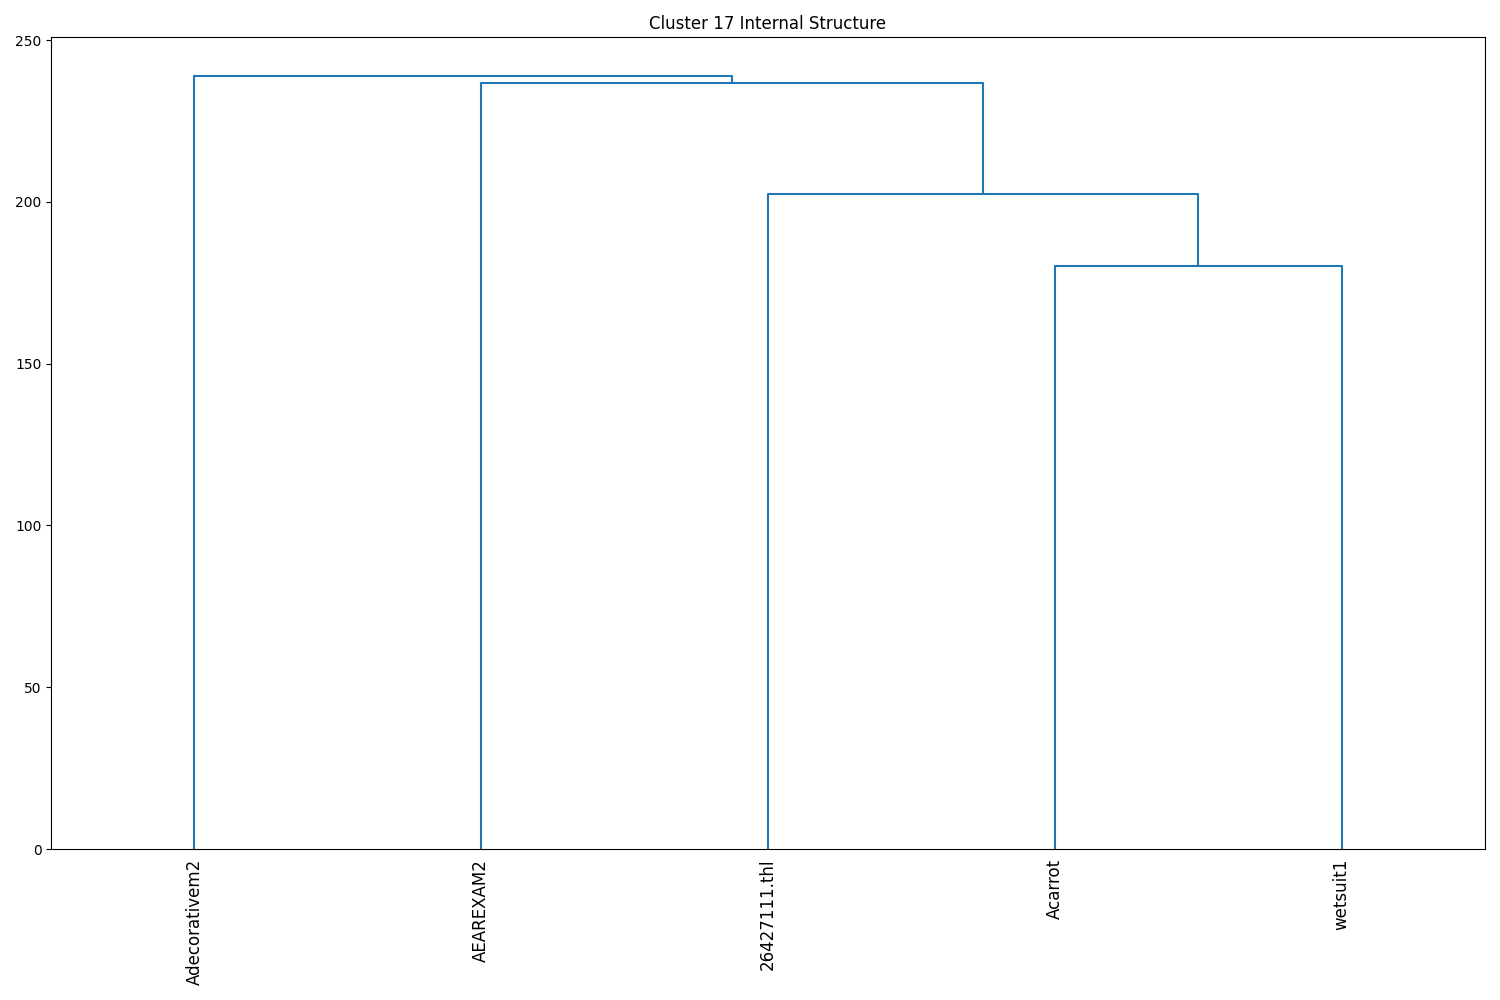 Cluster 17 Internal Structure
250
200
150
100
50
0
Adecorativem2
AEAREXAM2
26427111.thl
Acarrot
wetsuit1